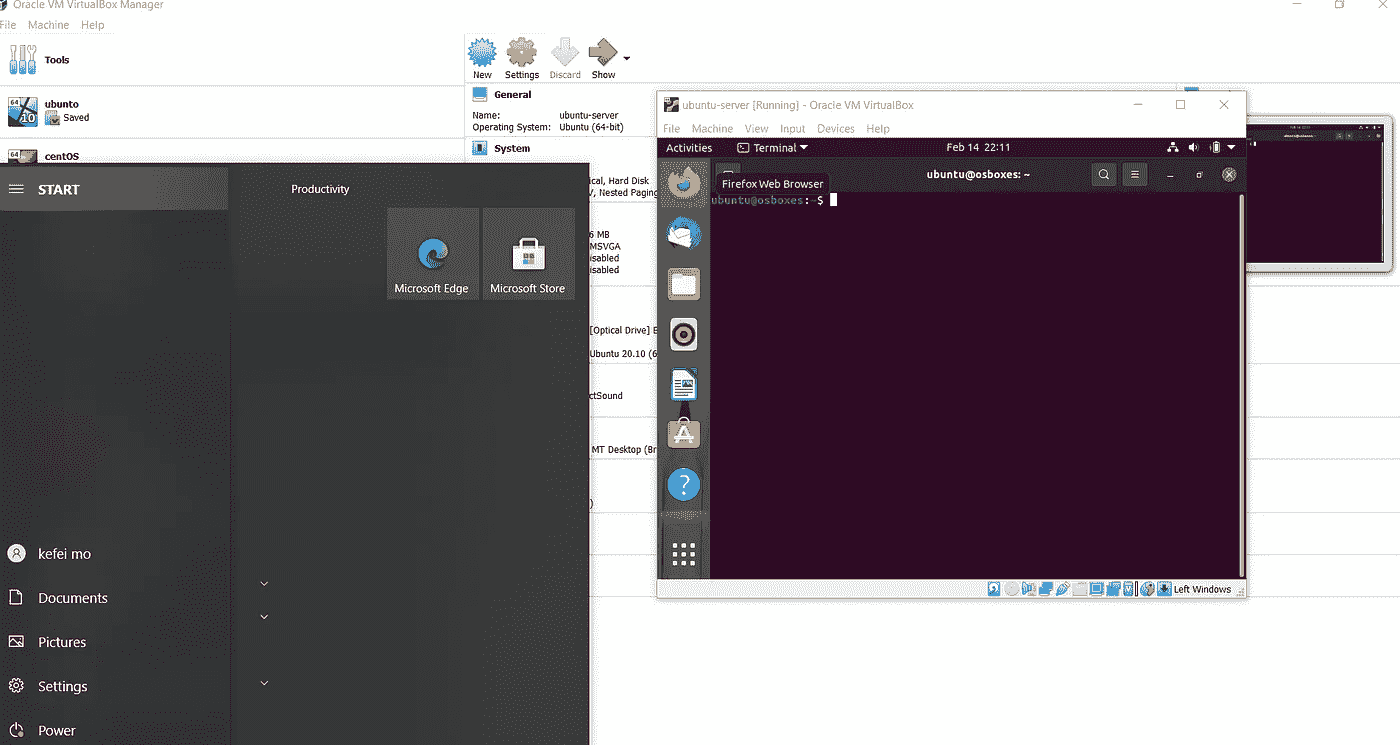 Oracle VM VirtualBox Manager
File Machine Help
Tools
New Settings Discard Show
64
10
ubunto
Saved
64
centOS
General
Name: ubuntu-server
Operating System: Ubuntu (64-bit)
System
ical, Hard Disk
V, Nested Paging
6 MB
MSVGA
isabled
isabled
[Optical Drive] E
Ubuntu 20.10 (6
ctSound
MT Desktop (Br
)
START
Productivity
Microsoft Edge
Microsoft Store
kefei mo
Documents
Pictures
Settings
Power
ubuntu-server [Running] - Oracle VM VirtualBox
File Machine View Input Devices Help
Activities Terminal Feb 14 22:11
ubuntu@osboxes: ~
Firefox Web Browser
ubuntu@osboxes:~$
Left Windows